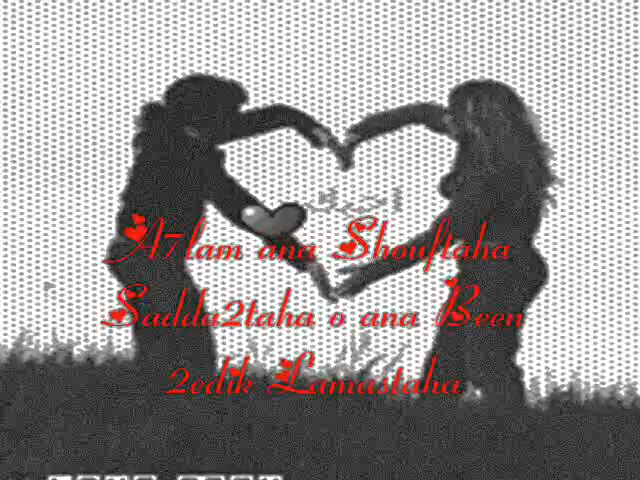 A7lam ana Shouftaha
Sadda2taha o ana Been
2edik Lamastaha